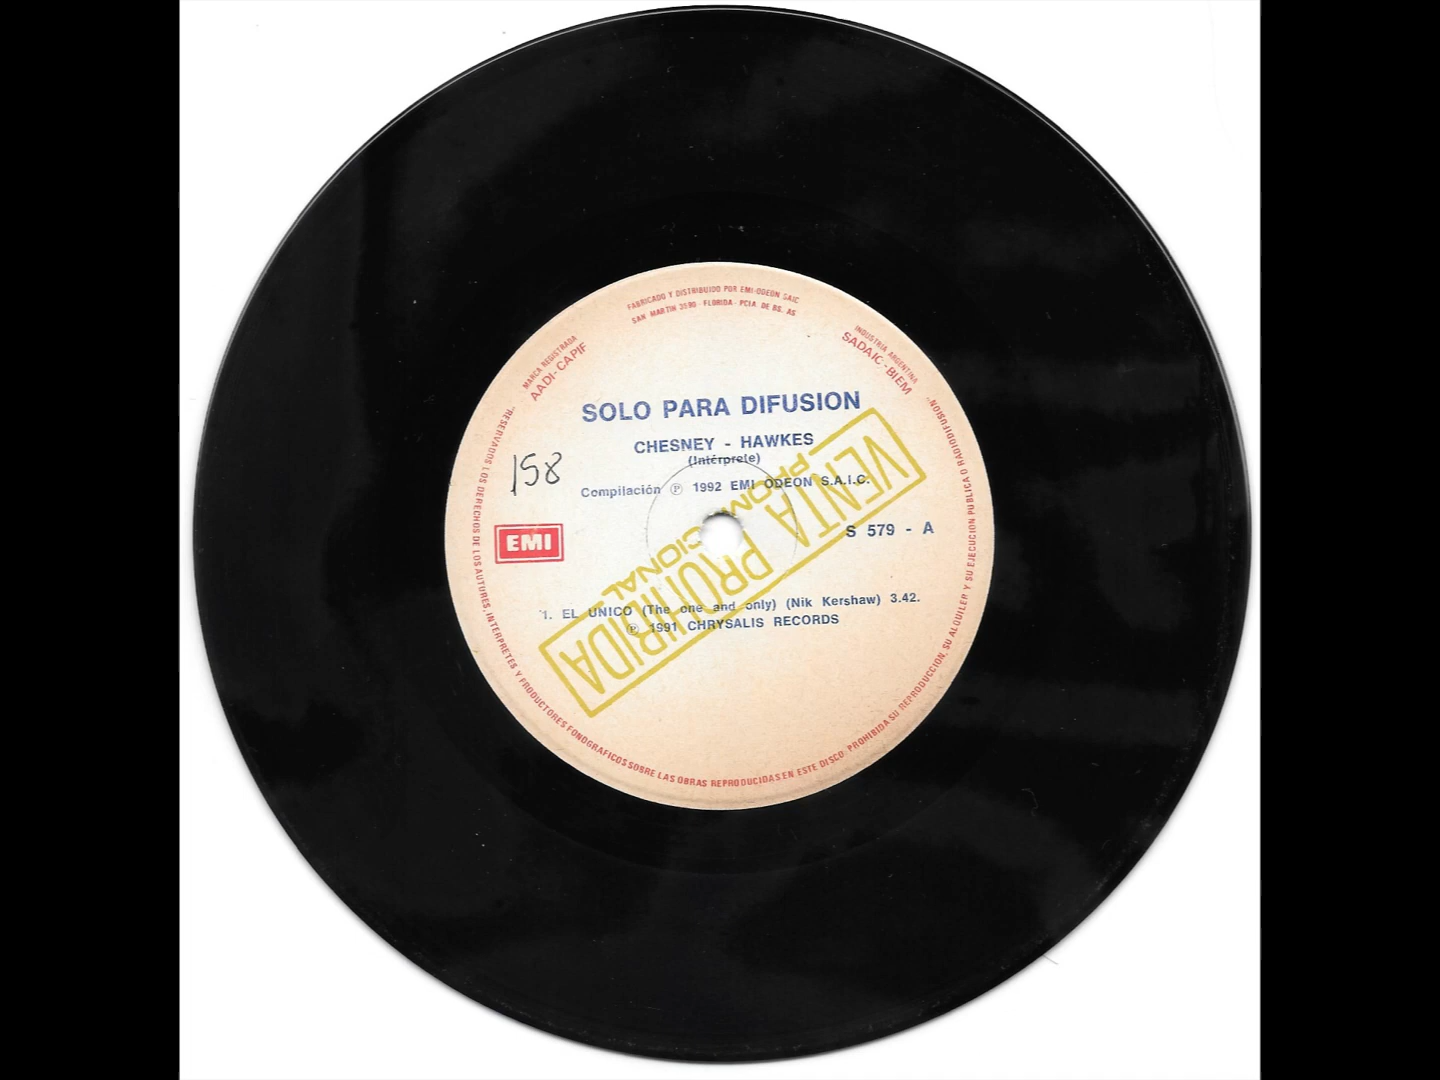 FABRICADO Y DISTRIBUIDO POR EMI-ODEON SAIC
SAN MARTIN 3590 - FLORIDA - PCIA. DE BS. AS
MARCA REGISTRADA
AADI - CAPIF
INDUSTRIA ARGENTINA
SADAIC - BIEM
SOLO PARA DIFUSION
CHESNEY - HAWKES
(Intérprete)
158
Compilación Ⓟ 1992 EMI ODEON S.A.I.C.
EMI
S 579 - A
VENTA PROHIBIDA
PROMOCIONAL
1. EL UNICO (The one and only) (Nik Kershaw) 3.42.
Ⓟ 1991 CHRYSALIS RECORDS
"RESERVADOS LOS DERECHOS DE LOS AUTORES, INTERPRETES Y PRODUCTORES FONOGRAFICOS SOBRE LAS OBRAS REPRODUCIDAS EN ESTE DISCO: PROHIBIDA SU REPRODUCCION, SU ALQUILER Y SU EJECUCION PUBLICA O RADIODIFUSION".